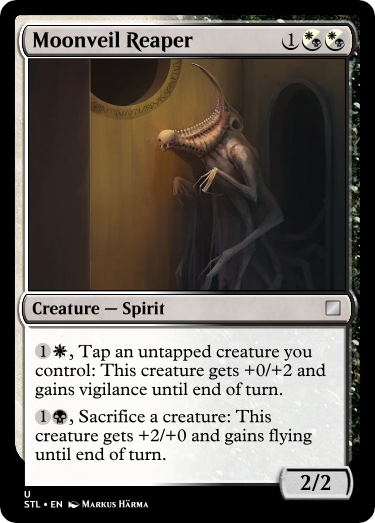 Moonveil Reaper 1
Creature — Spirit
1, Tap an untapped creature you
control: This creature gets +0/+2 and
gains vigilance until end of turn.
1, Sacrifice a creature: This
creature gets +2/+0 and gains flying
until end of turn.
2/2
U
STL • EN Markus Härma